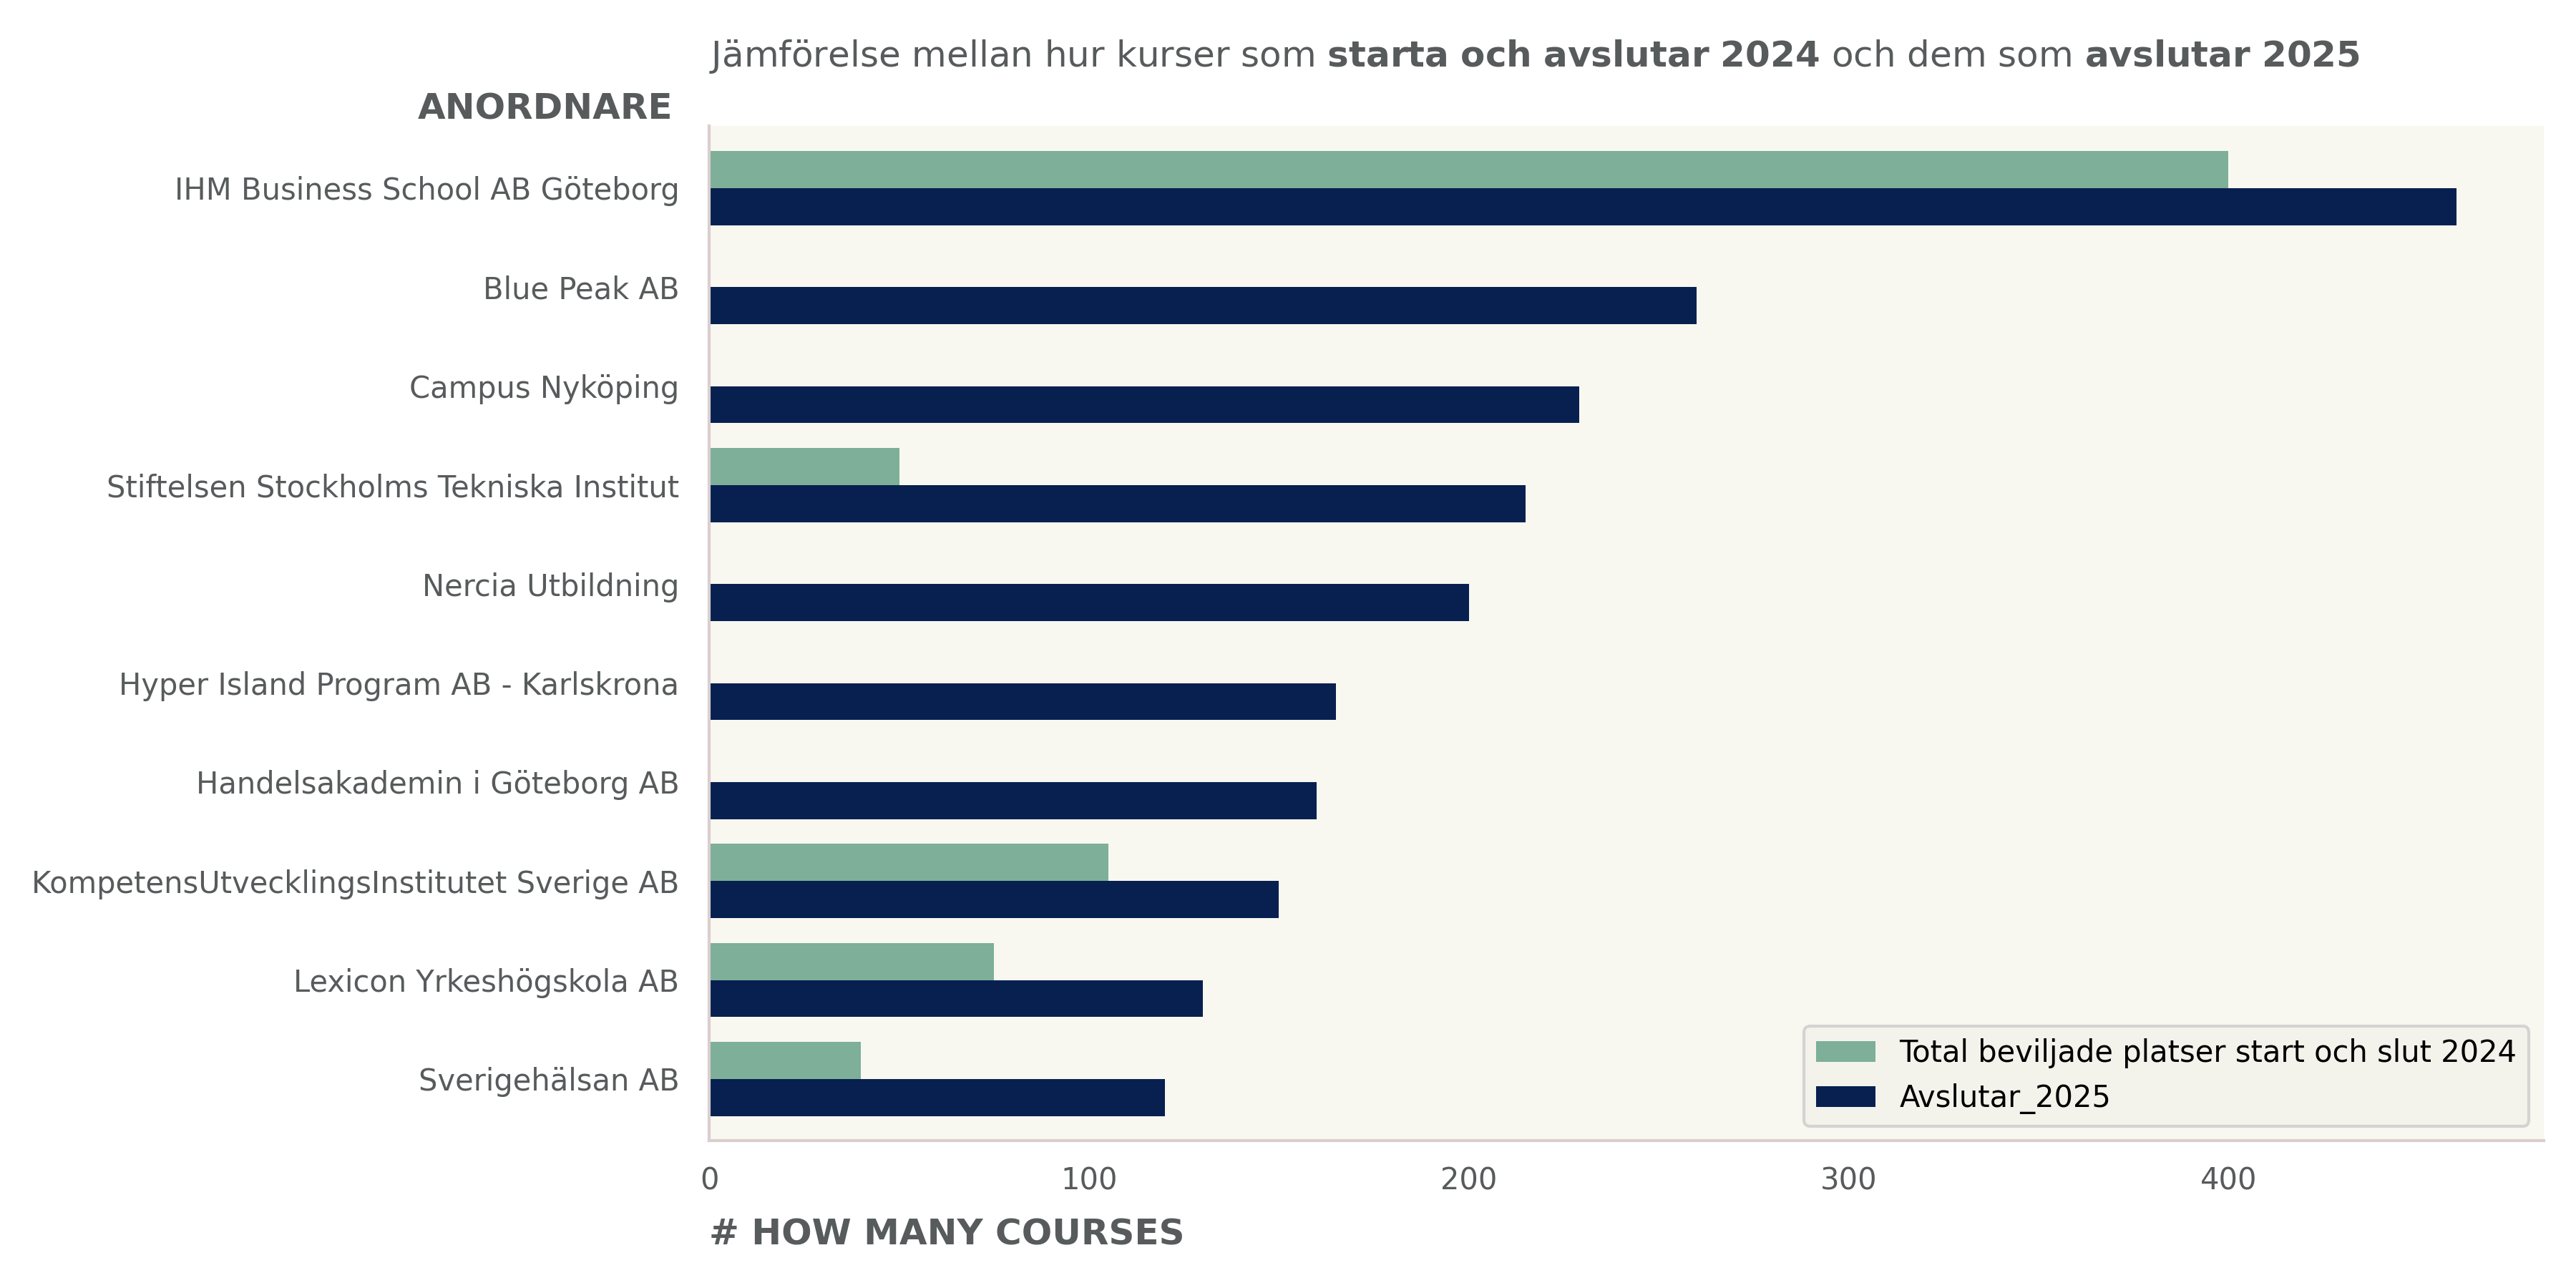 Jämförelse mellan hur kurser som starta och avslutar 2024 och dem som avslutar 2025
ANORDNARE
IHM Business School AB Göteborg
Blue Peak AB
Campus Nyköping
Stiftelsen Stockholms Tekniska Institut
Nercia Utbildning
Hyper Island Program AB - Karlskrona
Handelsakademin i Göteborg AB
KompetensUtvecklingsInstitutet Sverige AB
Lexicon Yrkeshögskola AB
Sverigehälsan AB
Total beviljade platser start och slut 2024
Avslutar_2025
0 100 200 300 400
# HOW MANY COURSES